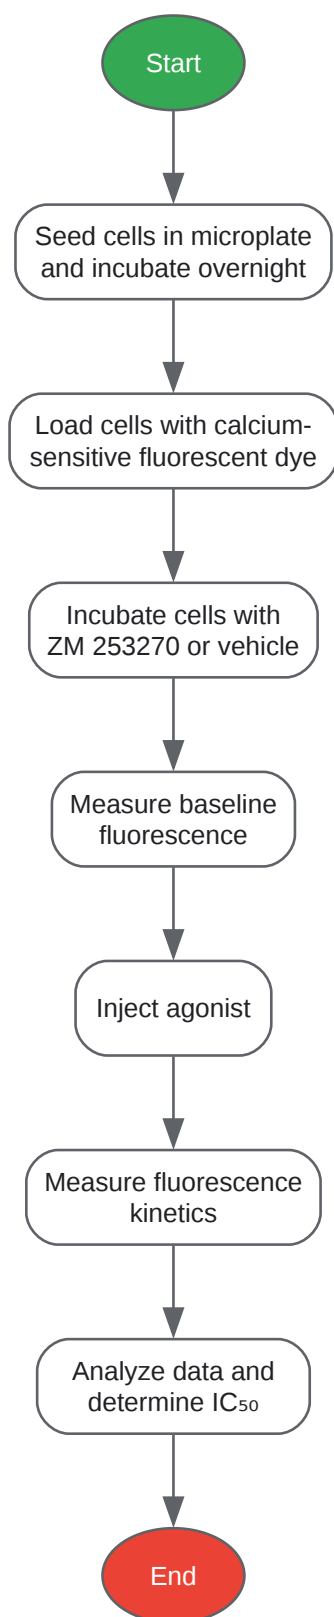 Start
Seed cells in microplate
and incubate overnight
Load cells with calcium-
sensitive fluorescent dye
Incubate cells with
ZM 253270 or vehicle
Measure baseline
fluorescence
Inject agonist
Measure fluorescence
kinetics
Analyze data and
determine IC₅₀
End